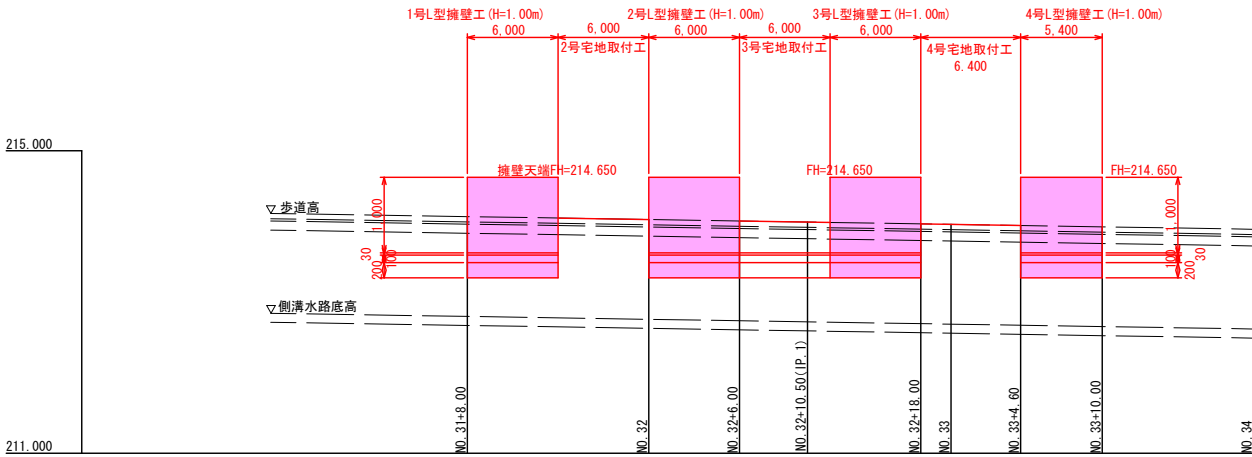 1号L型擁壁工(H=1.00m)
2号L型擁壁工(H=1.00m)
3号L型擁壁工(H=1.00m)
4号L型擁壁工(H=1.00m)
6,000
6,000
6,000
6,000
6,000
5,400
2号宅地取付工
3号宅地取付工
4号宅地取付工
6.400
215.000
擁壁天端FH=214.650
FH=214.650
FH=214.650
▽歩道高
1.000
30
100
200
1.000
30
100
200
▽側溝水路底高
NO.31+8.00
NO.32
NO.32+6.00
NO.32+10.50(IP.1)
NO.32+18.00
NO.33
NO.33+4.60
NO.33+10.00
NO.34
211.000